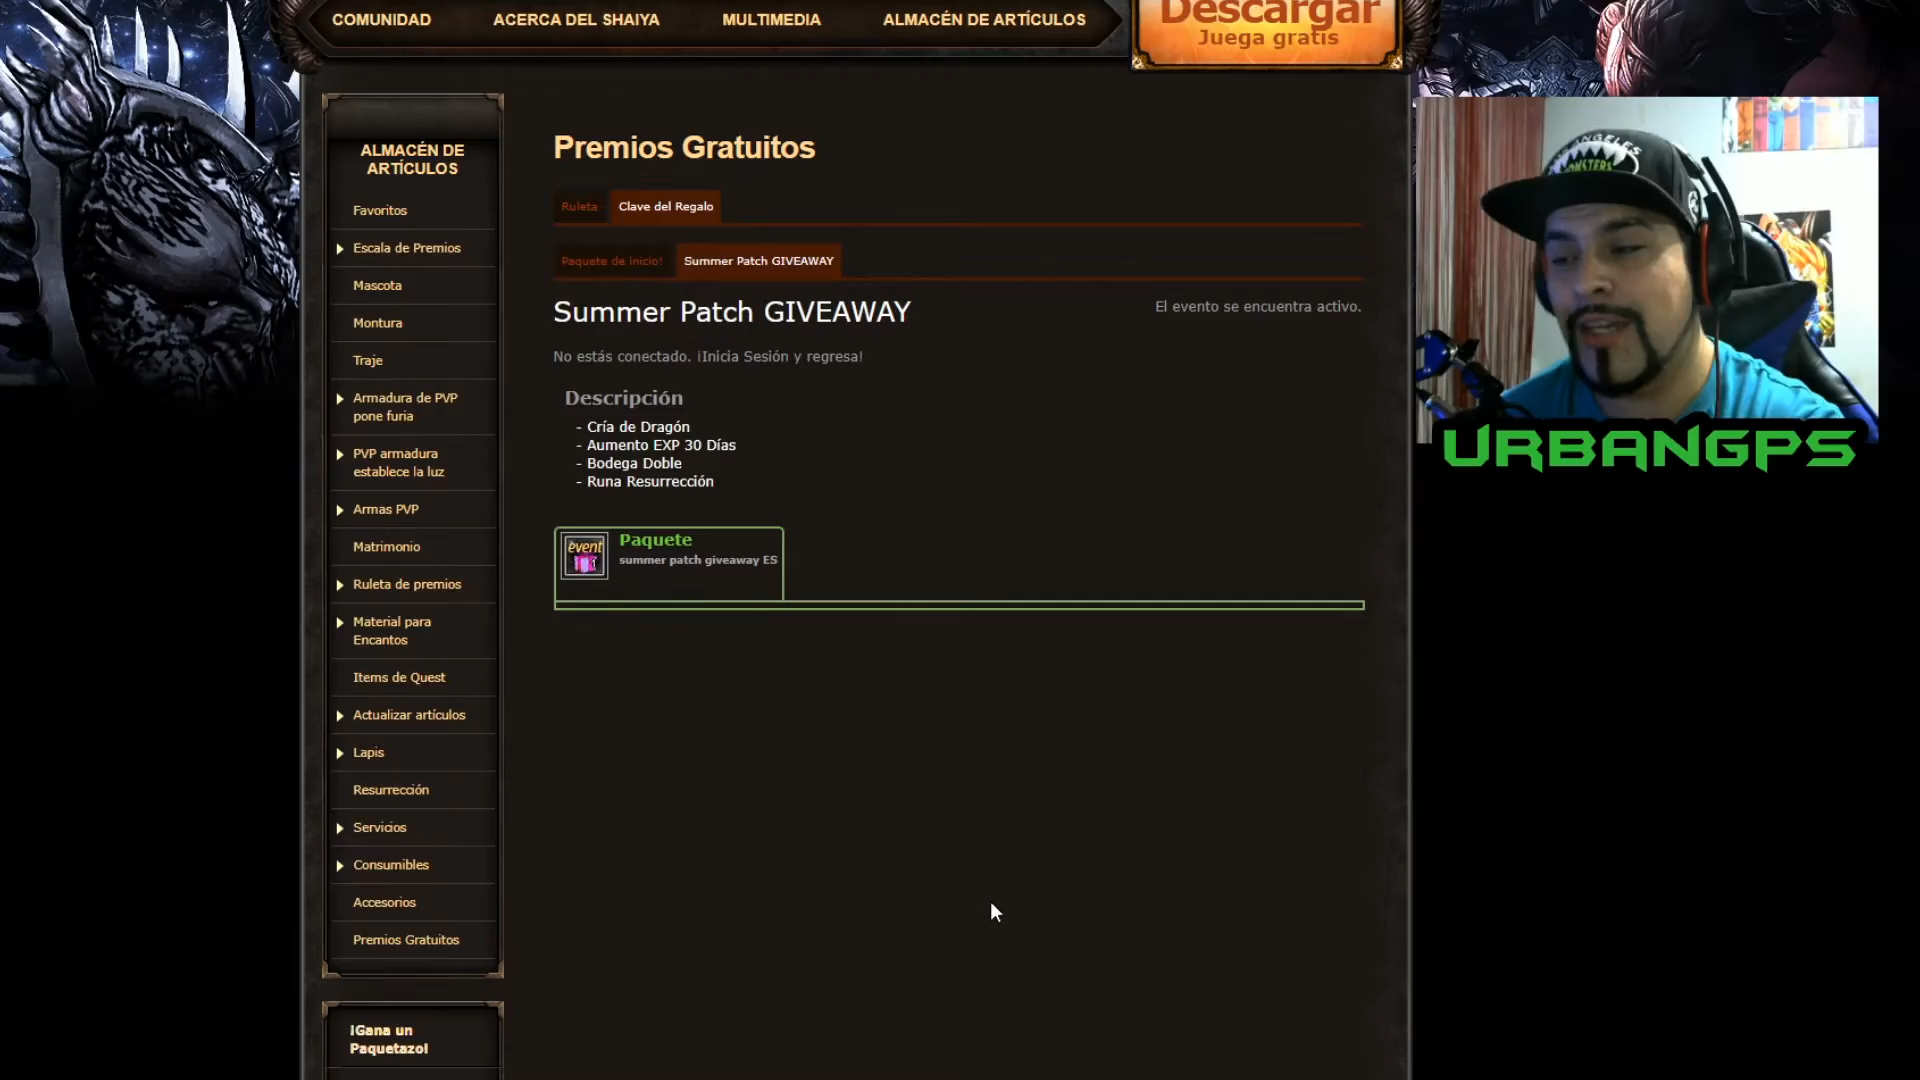 COMUNIDAD
ACERCA DEL SHAIYA
MULTIMEDIA
ALMACÉN DE ARTÍCULOS
Descargar
Juega gratis
ALMACÉN DE
ARTÍCULOS
Favoritos
Escala de Premios
Mascota
Montura
Traje
Armadura de PVP
pone furia
PVP armadura
establece la luz
Armas PVP
Matrimonio
Ruleta de premios
Material para
Encantos
Items de Quest
Actualizar artículos
Lapis
Resurrección
Servicios
Consumibles
Accesorios
Premios Gratuitos
¡Gana un
Paquetazo!
Premios Gratuitos
Ruleta
Clave del Regalo
Paquete de inicio!
Summer Patch GIVEAWAY
Summer Patch GIVEAWAY
El evento se encuentra activo.
No estás conectado. ¡Inicia Sesión y regresa!
Descripción
- Cría de Dragón
- Aumento EXP 30 Días
- Bodega Doble
- Runa Resurrección
event
1
Paquete
summer patch giveaway ES
URBANGPS